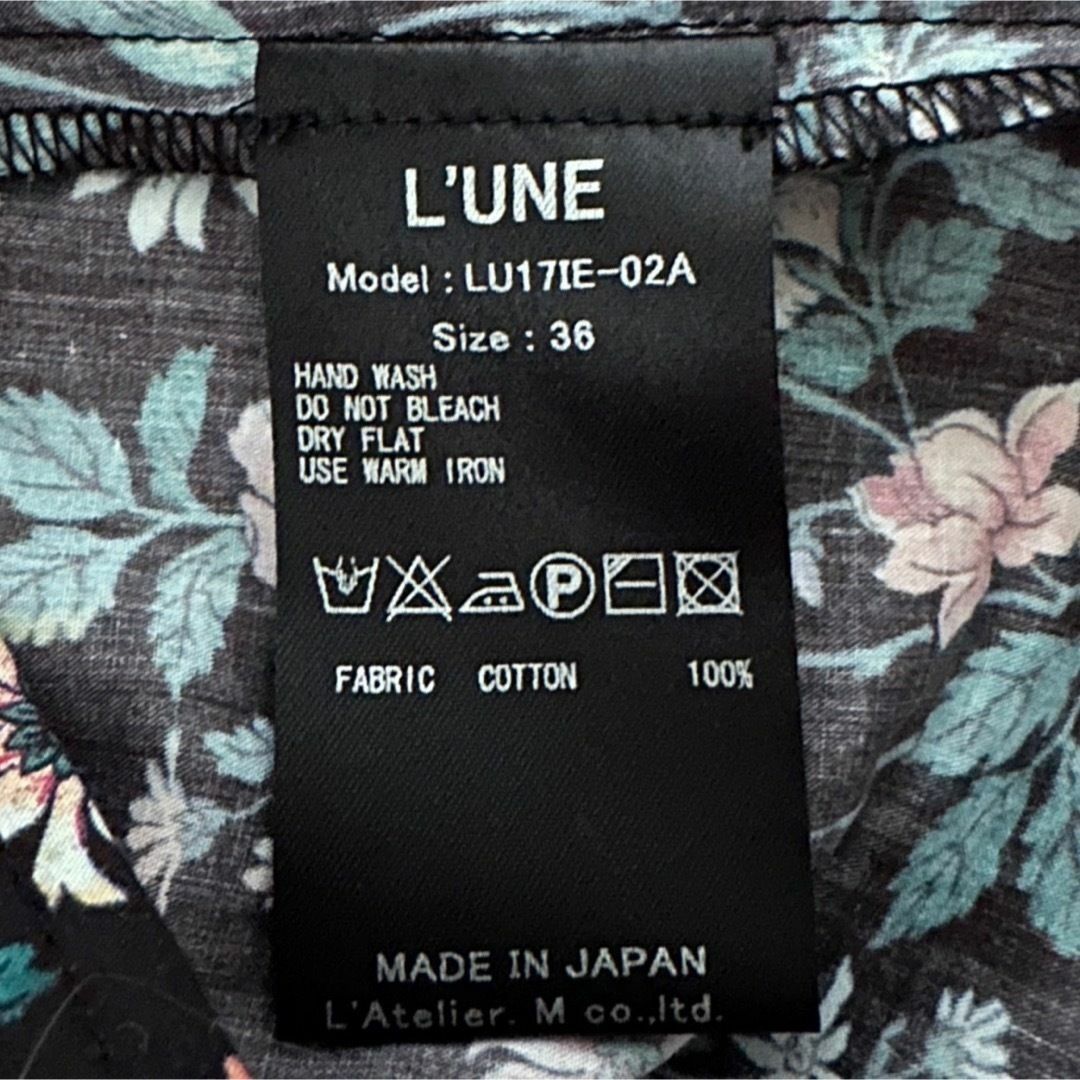 L'UNE
Model : LU17IE-02A
Size : 36
HAND WASH
DO NOT BLEACH
DRY FLAT
USE WARM IRON
P
FABRIC COTTON 100%
MADE IN JAPAN
L'Atelier. M co.,ltd.